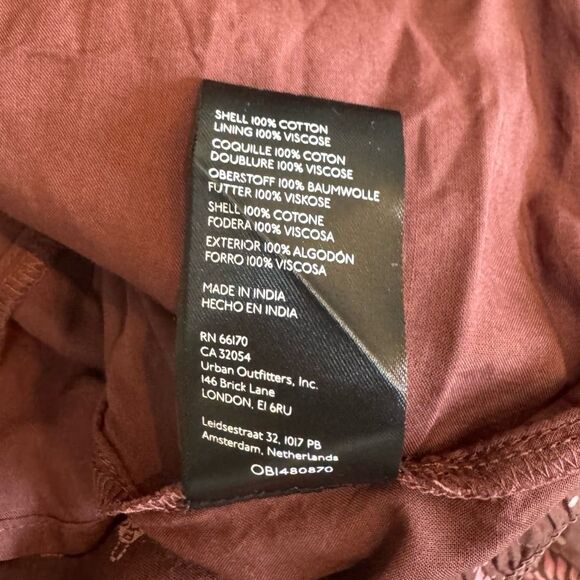 SHELL 100% COTTON
LINING 100% VISCOSE
COQUILLE 100% COTON
DOUBLURE 100% VISCOSE
OBERSTOFF 100% BAUMWOLLE
FUTTER 100% VISKOSE
SHELL 100% COTONE
FODERA 100% VISCOSA
EXTERIOR 100% ALGODÓN
FORRO 100% VISCOSA
MADE IN INDIA
HECHO EN INDIA
RN 66170
CA 32054
Urban Outfitters, Inc.
146 Brick Lane
LONDON, E1 6RU
Leidsestraat 32, 1017 PB
Amsterdam, Netherlands
OB1480870